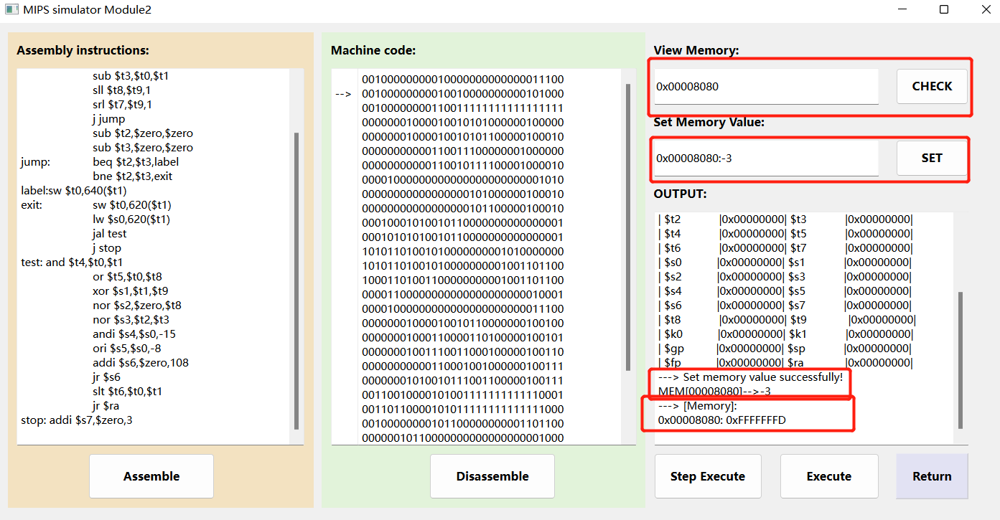 MIPS simulator Module2
Assembly instructions:
sub $t3,$t0,$t1
sll $t8,$t9,1
srl $t7,$t9,1
j jump
sub $t2,$zero,$zero
sub $t3,$zero,$zero
jump: beq $t2,$t3,label
bne $t2,$t3,exit
label:sw $t0,640($t1)
exit: sw $t0,620($t1)
lw $s0,620($t1)
jal test
j stop
test: and $t4,$t0,$t1
or $t5,$t0,$t8
xor $s1,$t1,$t9
nor $s2,$zero,$t8
nor $s3,$t2,$t3
andi $s4,$s0,-15
ori $s5,$s0,-8
addi $s6,$zero,108
jr $s6
slt $t6,$t0,$t1
jr $ra
stop: addi $s7,$zero,3
Assemble
Machine code:
00100000000010000000000000011100
--> 00100000000010010000000000101000
00100000000110011111111111111111
00000001000010010101000000100000
00000001000010010101100000100010
00000000000110011100000001000000
00000000000110010111100001000010
00001000000000000000000000001010
00000000000000000101000000100010
00000000000000000101100000100010
00010001010010110000000000000001
00010101010010110000000000000001
10101101001010000000001010000000
10101101001010000000001001101100
10001101001100000000001001101100
00001100000000000000000000010001
00001000000000000000000000011100
00000001000010010110000000100100
00000001000110000110100000100101
00000001001110011000100000100110
00000000000110001001000000100111
00000001010010111001100000100111
00110010000101001111111111110001
00110110000101011111111111111000
00100000000101100000000001101100
00000010110000000000000000001000
Disassemble
View Memory:
0x00008080 CHECK
Set Memory Value:
0x00008080:-3 SET
OUTPUT:
| $t2 |0x00000000| $t3 |0x00000000|
| $t4 |0x00000000| $t5 |0x00000000|
| $t6 |0x00000000| $t7 |0x00000000|
| $s0 |0x00000000| $s1 |0x00000000|
| $s2 |0x00000000| $s3 |0x00000000|
| $s4 |0x00000000| $s5 |0x00000000|
| $s6 |0x00000000| $s7 |0x00000000|
| $t8 |0x00000000| $t9 |0x00000000|
| $k0 |0x00000000| $k1 |0x00000000|
| $gp |0x00000000| $sp |0x00000000|
| $fp |0x00000000| $ra |0x00000000|
---> Set memory value successfully!
MEM[00008080]-->-3
---> [Memory]:
0x00008080: 0xFFFFFFFD
Step Execute
Execute
Return